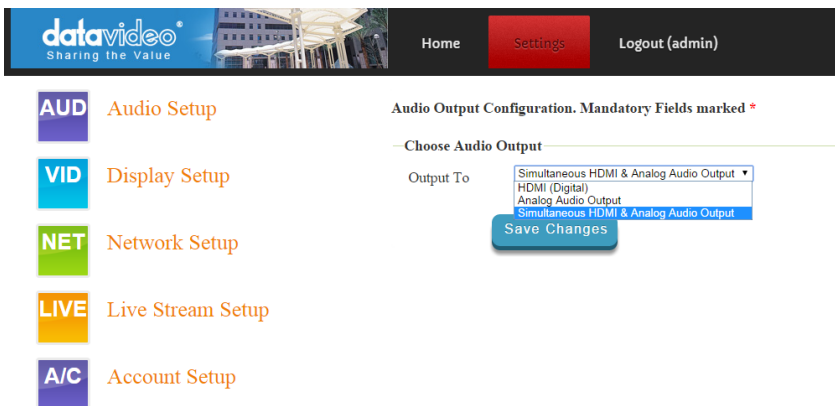 datavideo®
Sharing the Value
Home
Settings
Logout (admin)
AUD
Audio Setup
VID
Display Setup
NET
Network Setup
LIVE
Live Stream Setup
A/C
Account Setup
Audio Output Configuration. Mandatory Fields marked *
Choose Audio Output
Output To
Simultaneous HDMI & Analog Audio Output
HDMI (Digital)
Analog Audio Output
Simultaneous HDMI & Analog Audio Output
Save Changes